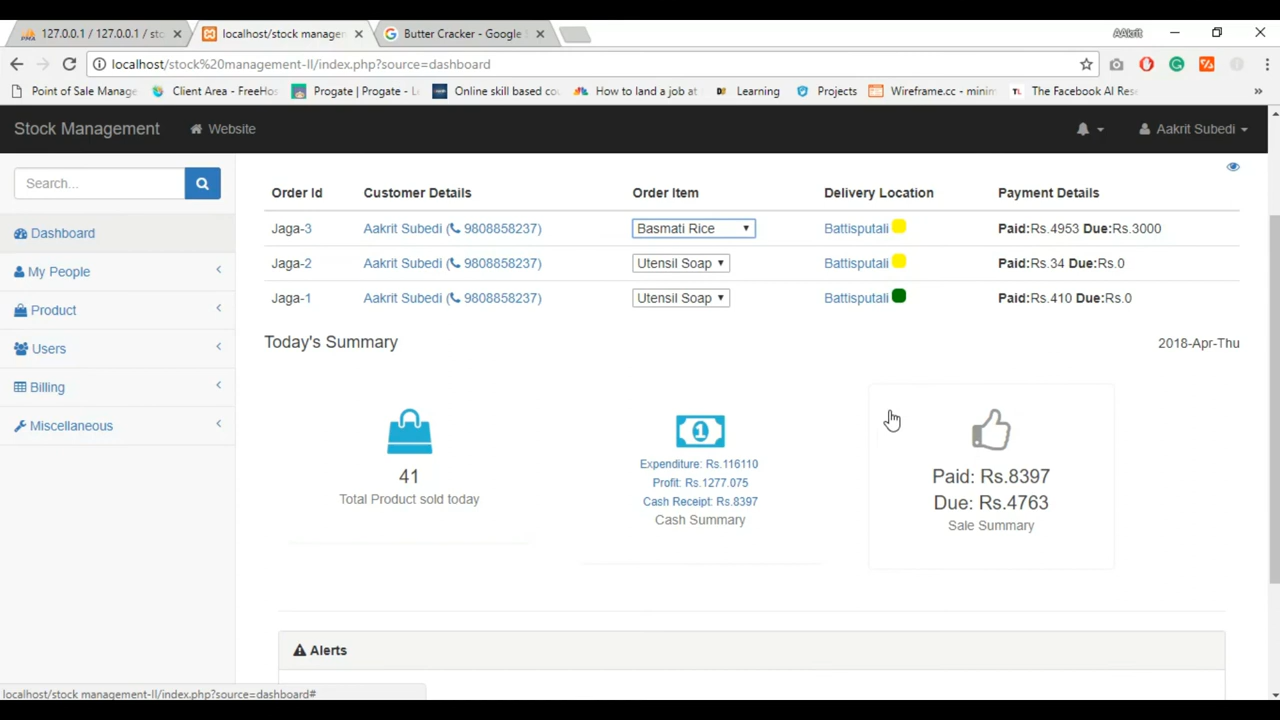 127.0.0.1 / 127.0.0.1 / sto
localhost/stock managem
Butter Cracker - Google
AAkrit
localhost/stock%20management-II/index.php?source=dashboard
Point of Sale Manage
Client Area - FreeHos
Progate | Progate - L
Online skill based co
How to land a job at
Learning
Projects
Wireframe.cc - minim
The Facebook AI Rese
»
Stock Management
Website
Aakrit Subedi
Search...
Dashboard
My People
Product
Users
Billing
Miscellaneous
Order Id Customer Details Order Item Delivery Location Payment Details
Jaga-3 Aakrit Subedi (9808858237) Basmati Rice Battisputali Paid:Rs.4953 Due:Rs.3000
Jaga-2 Aakrit Subedi (9808858237) Utensil Soap Battisputali Paid:Rs.34 Due:Rs.0
Jaga-1 Aakrit Subedi (9808858237) Utensil Soap Battisputali Paid:Rs.410 Due:Rs.0
Today's Summary 2018-Apr-Thu
41
Total Product sold today
1
Expenditure: Rs.116110
Profit: Rs.1277.075
Cash Receipt: Rs.8397
Cash Summary
Paid: Rs.8397
Due: Rs.4763
Sale Summary
Alerts
localhost/stock management-II/index.php?source=dashboard#